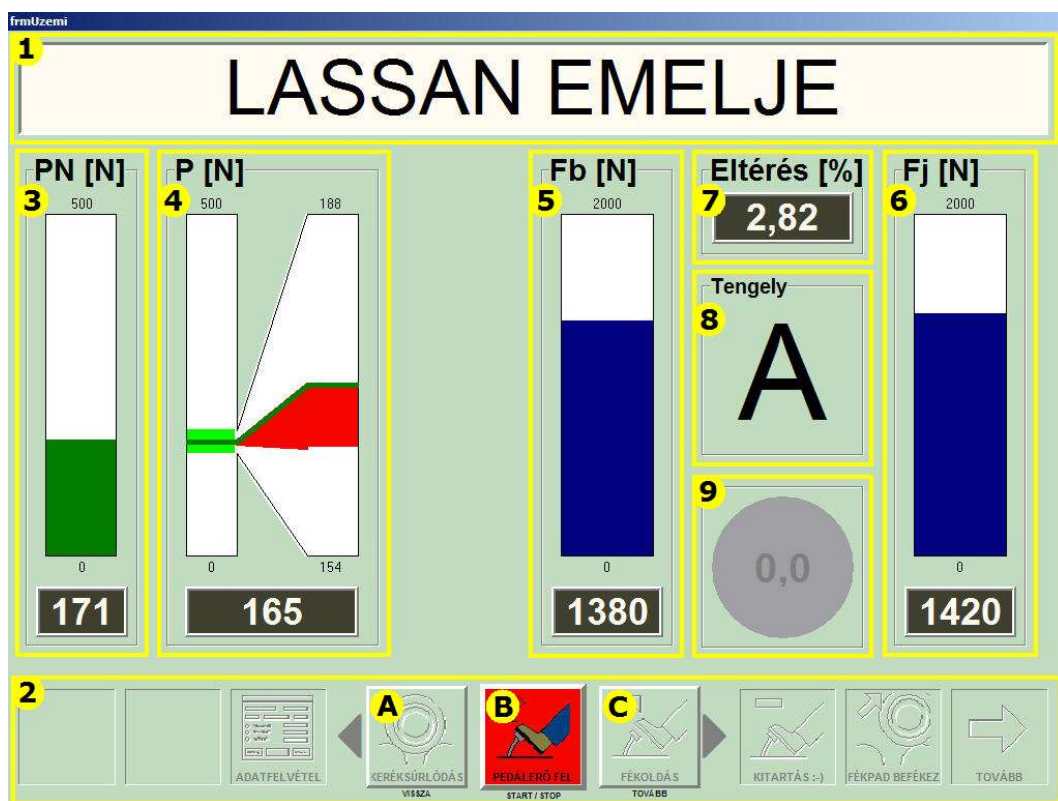 frmUzemi
1
LASSAN EMELJE
PN [N]
3
500
0
171
P [N]
4
500
188
0
154
165
Fb [N]
5
2000
0
1380
Eltérés [%]
7
2,82
Tengely
8
A
9
0,0
Fj [N]
6
2000
0
1420
2
ADATFELVÉTEL
A
KERÉKSÚRLÓDÁS
VISSZA
B
PEDÁLERŐ FEL
START / STOP
C
FÉKOLDÁS
TOVÁBB
KITARTÁS :-)
FÉKPAD BEFÉKEZ
TOVÁBB